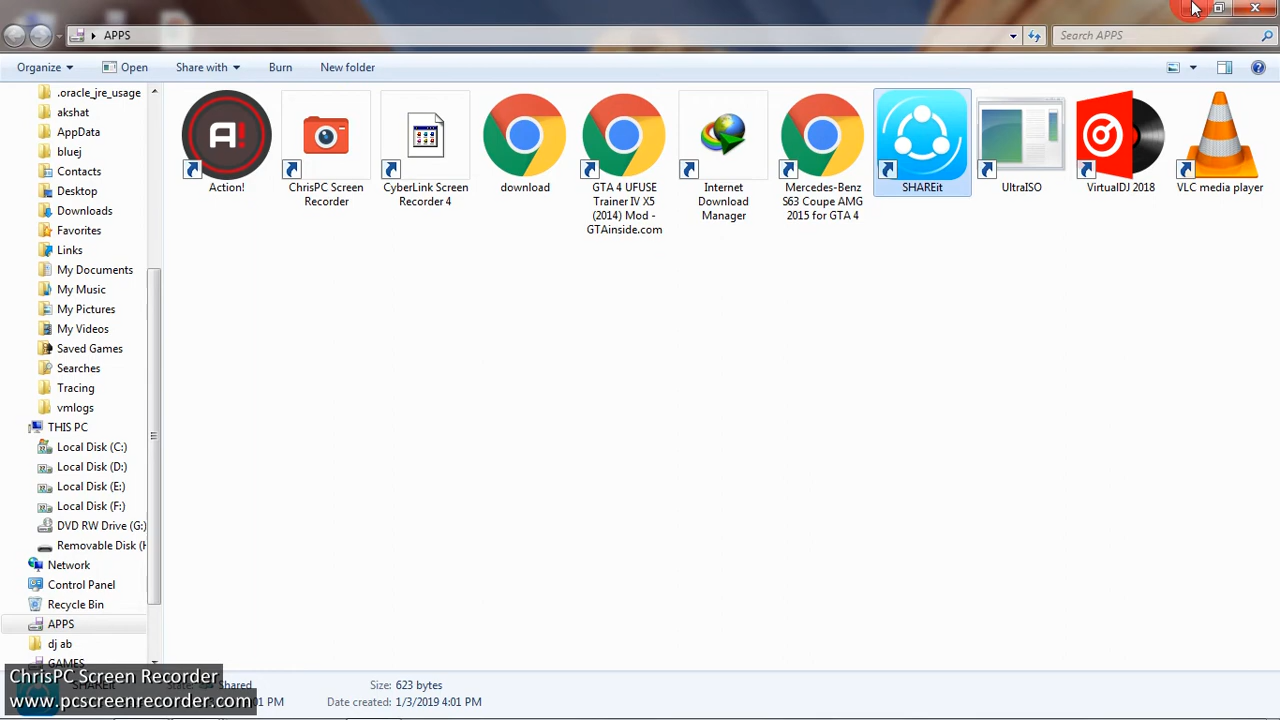 APPS
Search APPS
Organize
Open
Share with
Burn
New folder
.oracle_jre_usage
akshat
AppData
bluej
Contacts
Desktop
Downloads
Favorites
Links
My Documents
My Music
My Pictures
My Videos
Saved Games
Searches
Tracing
vmlogs
THIS PC
Local Disk (C:)
Local Disk (D:)
Local Disk (E:)
Local Disk (F:)
DVD RW Drive (G:)
Removable Disk (H
Network
Control Panel
Recycle Bin
APPS
dj ab
GAMES
A!
Action!
ChrisPC Screen
Recorder
CyberLink Screen
Recorder 4
download
GTA 4 UFUSE
Trainer IV X5
(2014) Mod -
GTAinside.com
Internet
Download
Manager
Mercedes-Benz
S63 Coupe AMG
2015 for GTA 4
SHAREit
UltraISO
VirtualDJ 2018
VLC media player
ChrisPC Screen Recorder
www.pcscreenrecorder.com
Shared
Size: 623 bytes
Date created: 1/3/2019 4:01 PM